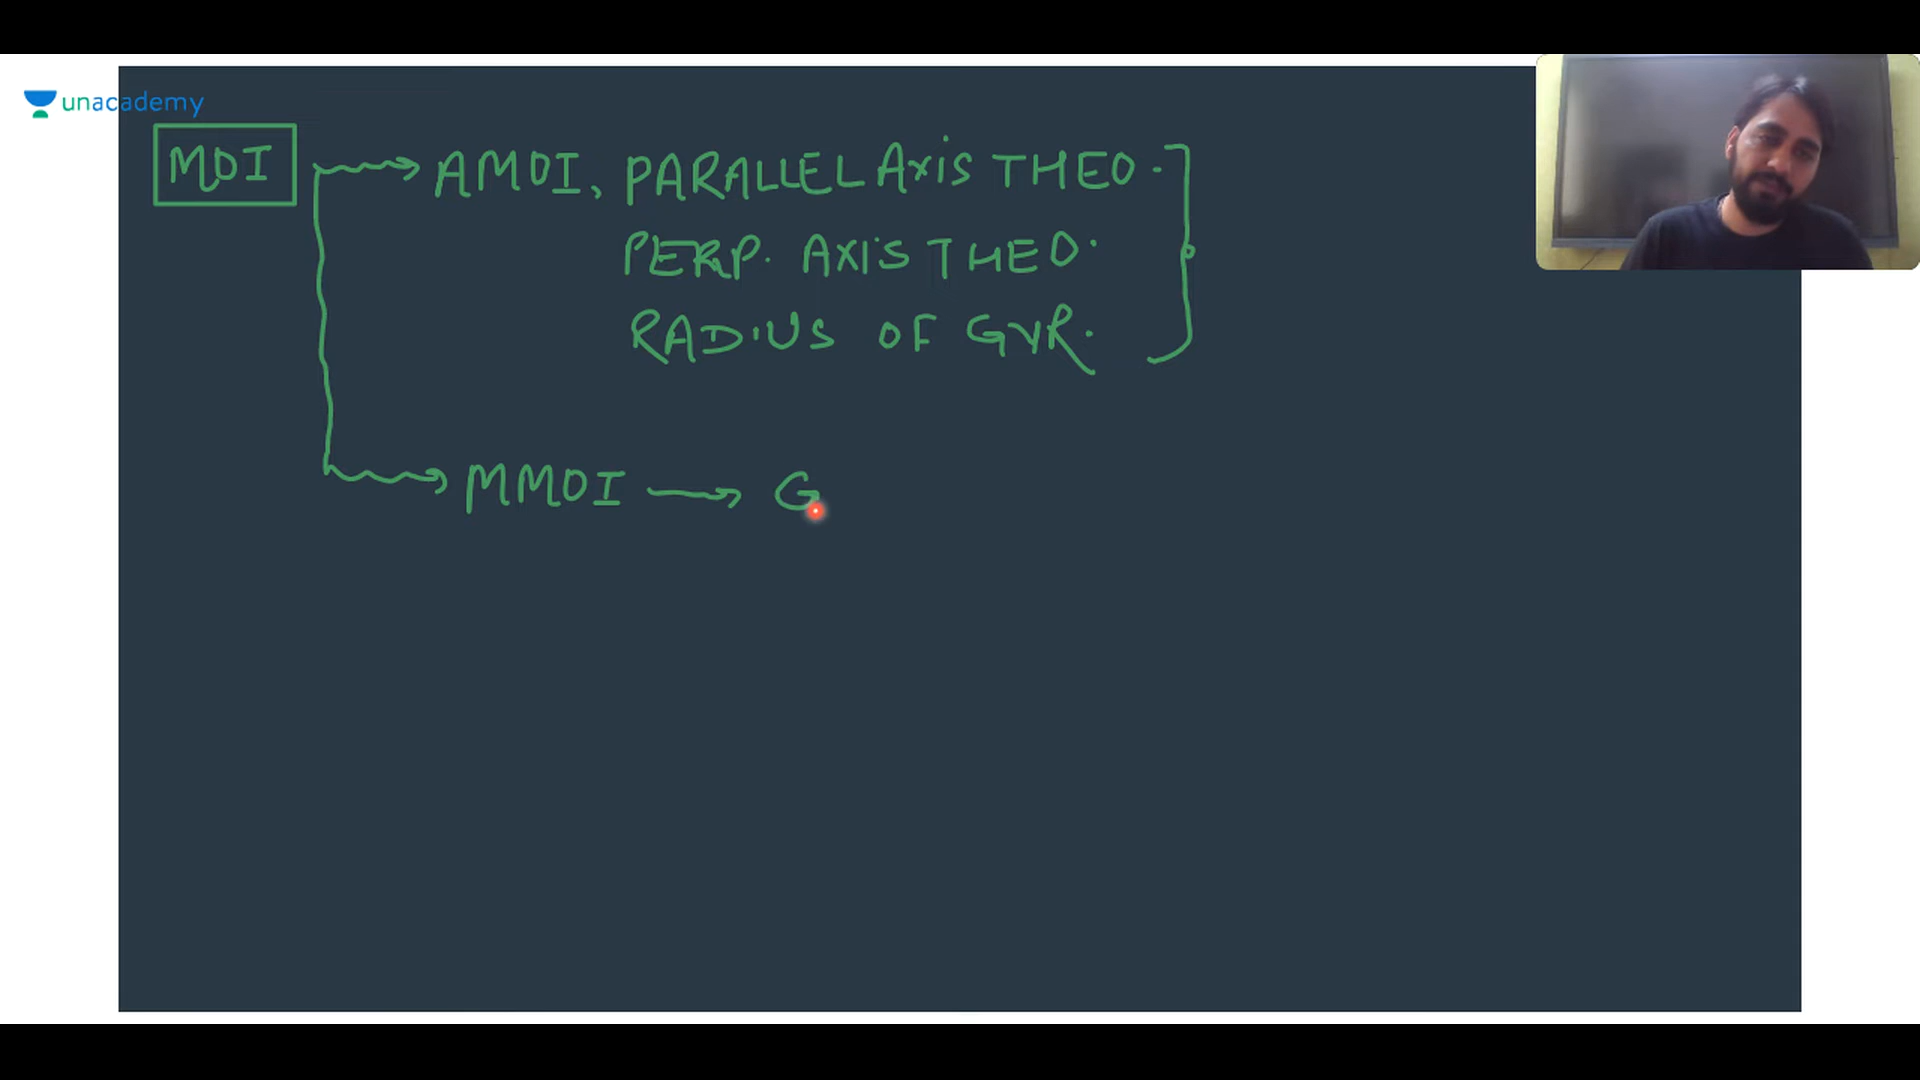 unacademy
MOI → AMOI, PARALLEL AXIS THEO.
PERP. AXIS THEO.
RADIUS OF GYR.
MMOI → G